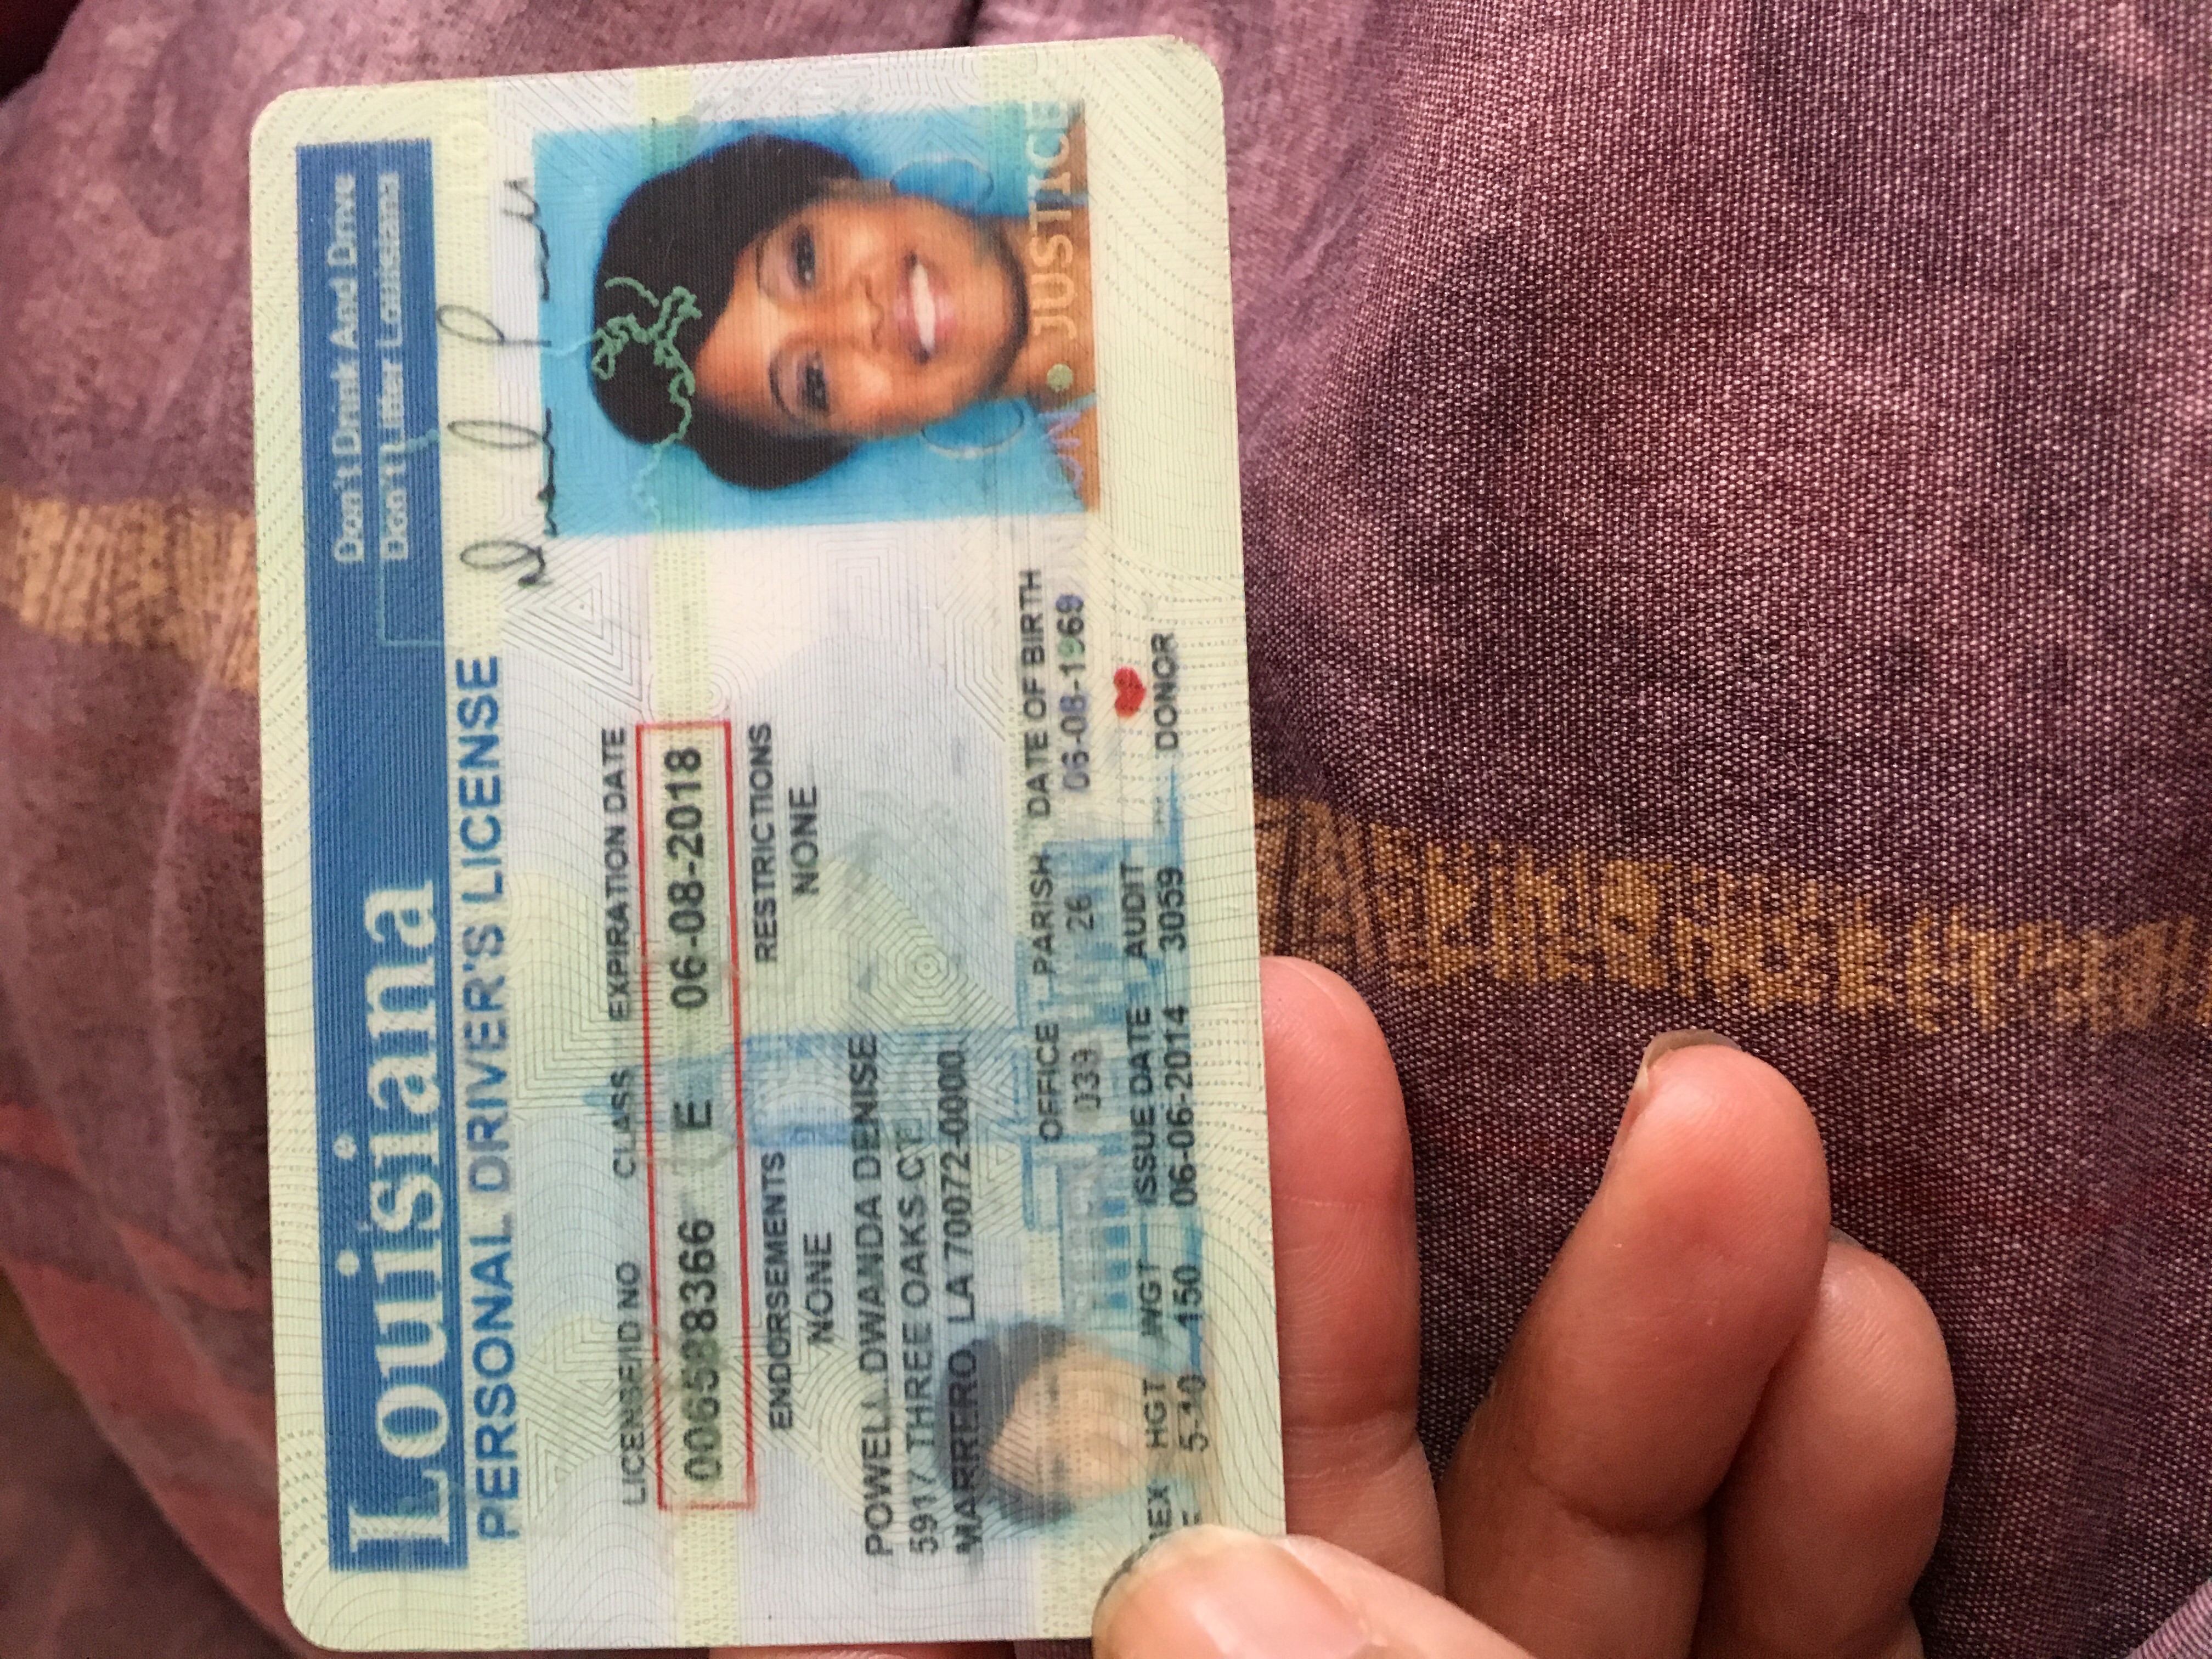 Louisiana
Don't Drink And Drive
Don't Litter Louisiana
PERSONAL DRIVER'S LICENSE
LICENSE/ID NO CLASS EXPIRATION DATE
006588366 E 06-08-2018
ENDORSEMENTS RESTRICTIONS
NONE NONE
POWELL,DWANDA DENISE
5917 THREE OAKS CT
MARRERO, LA 70072-0000
OFFICE PARISH DATE OF BIRTH
039 26 06-08-1969
JUSTICE
HGT WGT ISSUE DATE AUDIT
5-10 150 06-06-2014 3059 DONOR